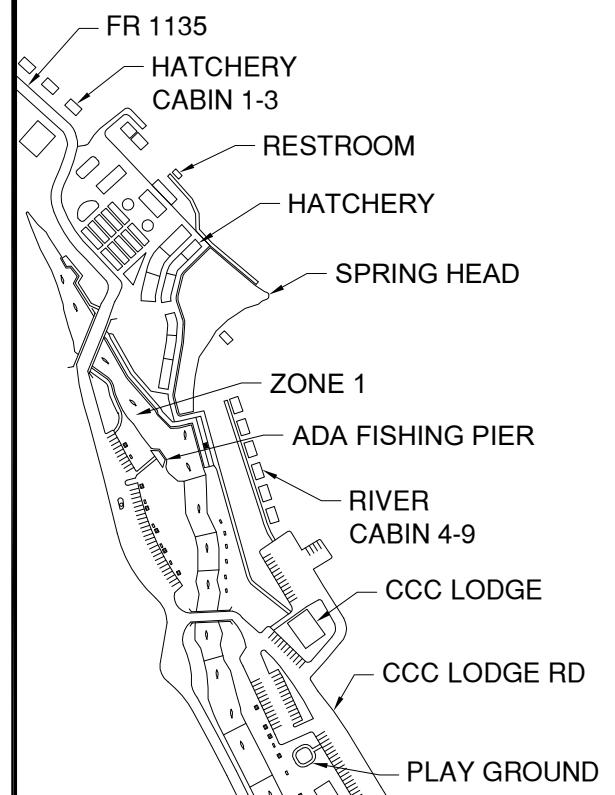 FR 1135
HATCHERY
CABIN 1-3
RESTROOM
HATCHERY
SPRING HEAD
ZONE 1
ADA FISHING PIER
RIVER
CABIN 4-9
CCC LODGE
CCC LODGE RD
PLAY GROUND